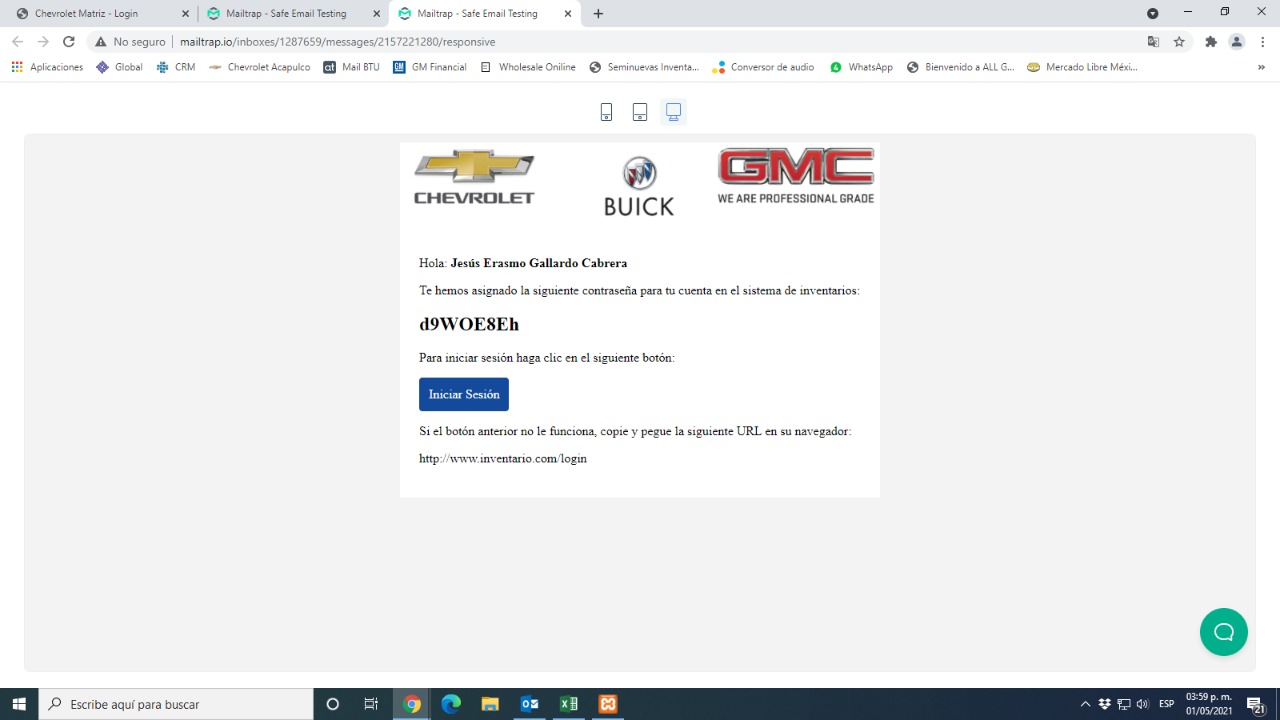 Chevrolet Matriz - Login
Mailtrap - Safe Email Testing
Mailtrap - Safe Email Testing
No seguro
mailtrap.io/inboxes/1287659/messages/2157221280/responsive
Aplicaciones
Global
CRM
Chevrolet Acapulco
at
Mail BTU
GM
GM Financial
Wholesale Online
Seminuevas Inventa...
Conversor de audio
WhatsApp
Bienvenido a ALL G...
Mercado Libre Méxi...
»
CHEVROLET
BUICK
GMC
WE ARE PROFESSIONAL GRADE
Hola: Jesús Erasmo Gallardo Cabrera
Te hemos asignado la siguiente contraseña para tu cuenta en el sistema de inventarios:
d9WOE8Eh
Para iniciar sesión haga clic en el siguiente botón:
Iniciar Sesión
Si el botón anterior no le funciona, copie y pegue la siguiente URL en su navegador:
http://www.inventario.com/login
Escribe aquí para buscar
ESP
03:59 p. m.
01/05/2021
21